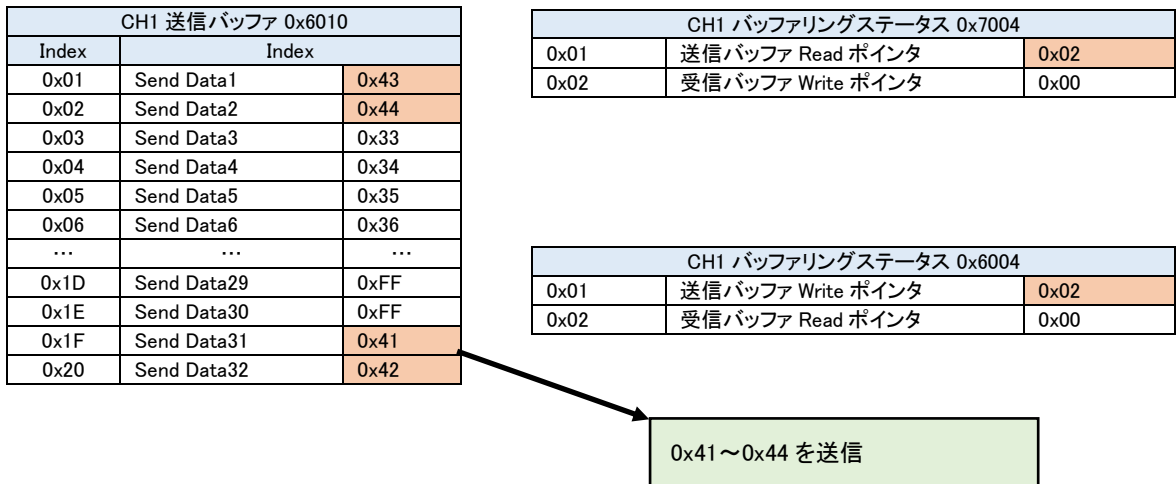 CH1 送信バッファ 0x6010
Index Index
0x01 Send Data1 0x43
0x02 Send Data2 0x44
0x03 Send Data3 0x33
0x04 Send Data4 0x34
0x05 Send Data5 0x35
0x06 Send Data6 0x36
… … …
0x1D Send Data29 0xFF
0x1E Send Data30 0xFF
0x1F Send Data31 0x41
0x20 Send Data32 0x42
CH1 バッファリングステータス 0x7004
0x01 送信バッファ Read ポインタ 0x02
0x02 受信バッファ Write ポインタ 0x00
CH1 バッファリングステータス 0x6004
0x01 送信バッファ Write ポインタ 0x02
0x02 受信バッファ Read ポインタ 0x00
0x41～0x44 を送信